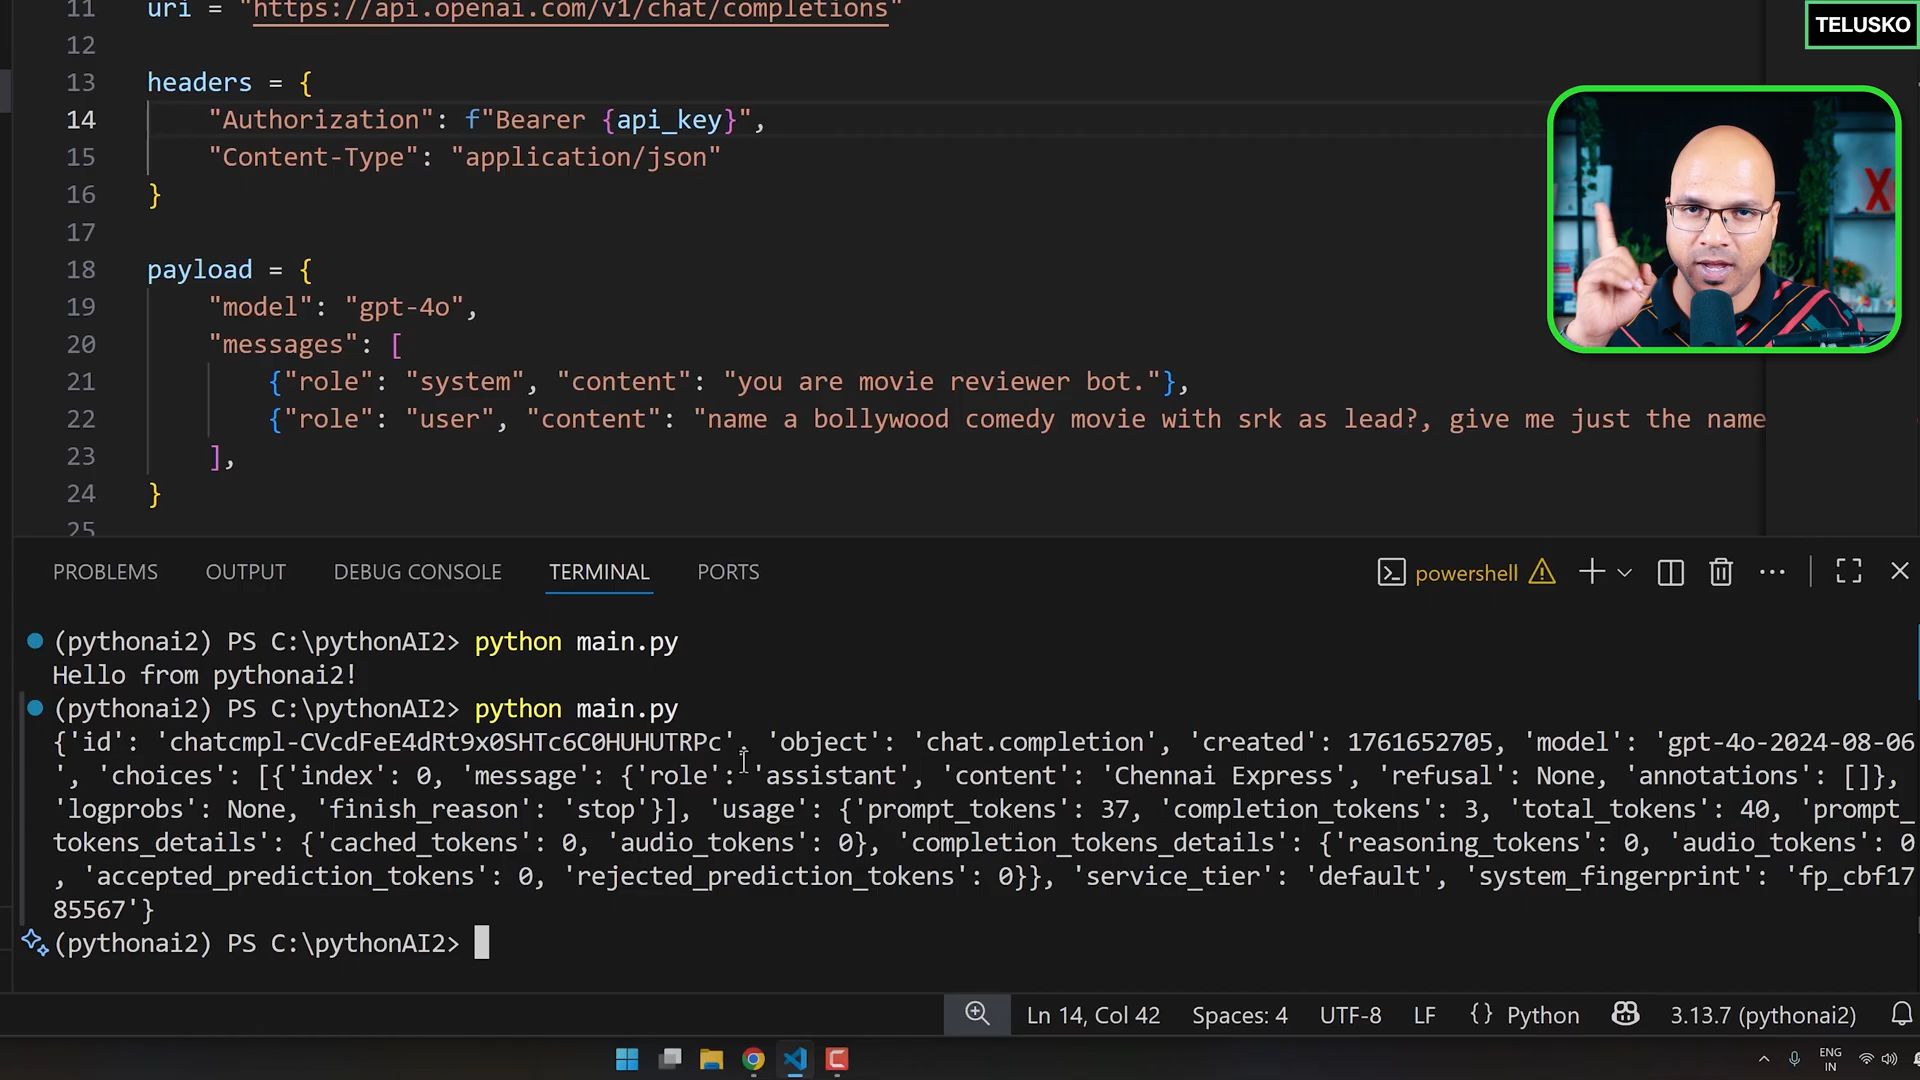 TELUSKO
11 uri = "https://api.openai.com/v1/chat/completions"
12
13 headers = {
14 "Authorization": f"Bearer {api_key}",
15 "Content-Type": "application/json"
16 }
17
18 payload = {
19 "model": "gpt-4o",
20 "messages": [
21 {"role": "system", "content": "you are movie reviewer bot."},
22 {"role": "user", "content": "name a bollywood comedy movie with srk as lead?, give me just the name
23 ],
24 }
25
PROBLEMS OUTPUT DEBUG CONSOLE TERMINAL PORTS powershell
(pythonai2) PS C:\pythonAI2> python main.py
Hello from pythonai2!
(pythonai2) PS C:\pythonAI2> python main.py
{'id': 'chatcmpl-CVcdFeE4dRt9x0SHTc6C0HUHUTRPc', 'object': 'chat.completion', 'created': 1761652705, 'model': 'gpt-4o-2024-08-06
', 'choices': [{'index': 0, 'message': {'role': 'assistant', 'content': 'Chennai Express', 'refusal': None, 'annotations': []},
'logprobs': None, 'finish_reason': 'stop'}], 'usage': {'prompt_tokens': 37, 'completion_tokens': 3, 'total_tokens': 40, 'prompt_
tokens_details': {'cached_tokens': 0, 'audio_tokens': 0}, 'completion_tokens_details': {'reasoning_tokens': 0, 'audio_tokens': 0
, 'accepted_prediction_tokens': 0, 'rejected_prediction_tokens': 0}}, 'service_tier': 'default', 'system_fingerprint': 'fp_cbf17
85567'}
(pythonai2) PS C:\pythonAI2>
Ln 14, Col 42 Spaces: 4 UTF-8 LF {} Python 3.13.7 (pythonai2)
ENG
IN